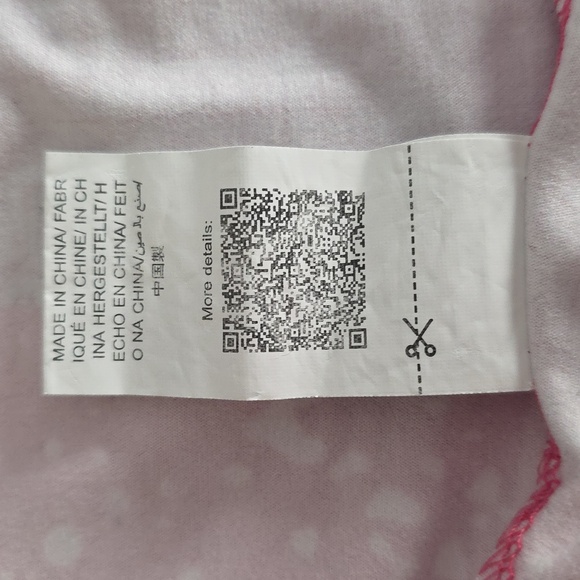 More details:
MADE IN CHINA/ FABR
IQUÉ EN CHINE/ IN CH
INA HERGESTELLT/ H
ECHO EN CHINA/ FEIT
O NA CHINA/صنع بالصين/
中国製